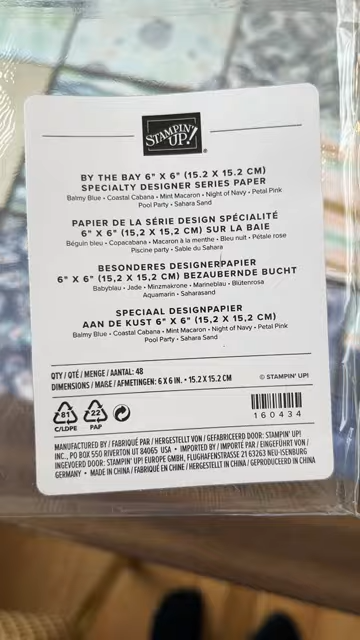 STAMPIN' UP!
BY THE BAY 6" X 6" (15.2 X 15.2 CM)
SPECIALTY DESIGNER SERIES PAPER
Balmy Blue • Coastal Cabana • Mint Macaron • Night of Navy • Petal Pink
Pool Party • Sahara Sand
PAPIER DE LA SÉRIE DESIGN SPÉCIALITÉ
6" X 6" (15,2 X 15,2 CM) SUR LA BAIE
Béguin bleu • Copacabana • Macaron à la menthe • Bleu nuit • Pétale rose
Piscine party • Sable du Sahara
BESONDERES DESIGNERPAPIER
6" X 6" (15,2 X 15,2 CM) BEZAUBERNDE BUCHT
Babyblau • Jade • Minzmakrone • Marineblau • Blütenrosa
Aquamarin • Saharasand
SPECIAAL DESIGNPAPIER
AAN DE KUST 6" X 6" (15,2 X 15,2 CM)
Balmy Blue • Coastal Cabana • Mint Macaron • Night of Navy • Petal Pink
Pool Party • Sahara Sand
QTY / QTÉ / MENGE / AANTAL: 48
DIMENSIONS / MAßE / AFMETINGEN: 6 X 6 IN. • 15.2 X 15.2 CM
© STAMPIN' UP!
81
C/LDPE
22
PAP
160434
MANUFACTURED BY / FABRIQUÉ PAR / HERGESTELLT VON / GEFABRICEERD DOOR: STAMPIN' UP!
INC., PO BOX 550 RIVERTON UT 84065 USA • IMPORTED BY / IMPORTÉ PAR / EINGEFÜHRT VON /
INGEVOERD DOOR: STAMPIN' UP! EUROPE GMBH, FLUGHAFENSTRASSE 21 63263 NEU-ISENBURG
GERMANY • MADE IN CHINA / FABRIQUÉ EN CHINE / HERGESTELLT IN CHINA / GEPRODUCEERD IN CHINA